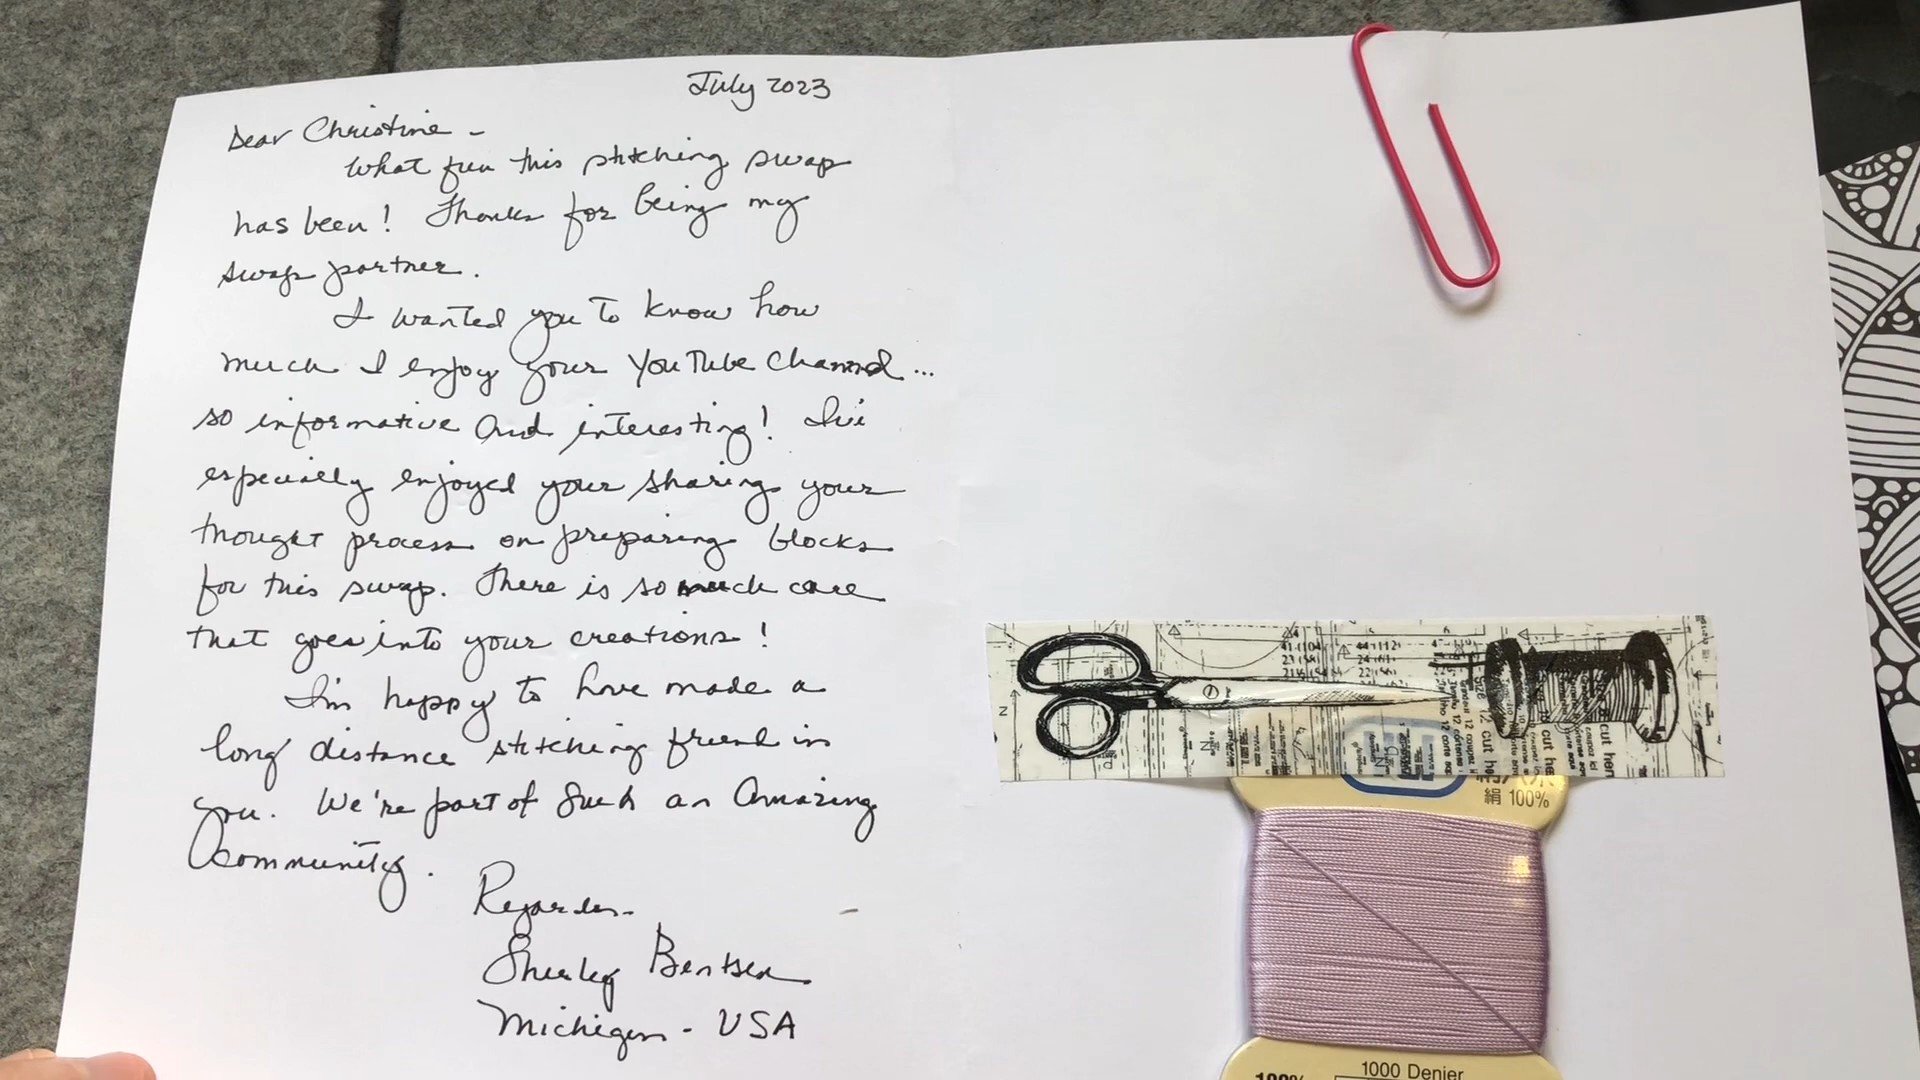 July 2023
Dear Christine -
What fun this stitching swap
has been! Thanks for being my
swap partner.
I wanted you to know how
much I enjoy your YouTube Channel...
so informative and interesting! I've
especially enjoyed your sharing your
thought process on preparing blocks
for this swap. There is so much care
that goes into your creations!
I'm happy to have made a
long distance stitching friend in
you. We're part of such an amazing
community.
Regards -
Shirley Bentsen
Michigan - USA
100%
1000 Denier
100%